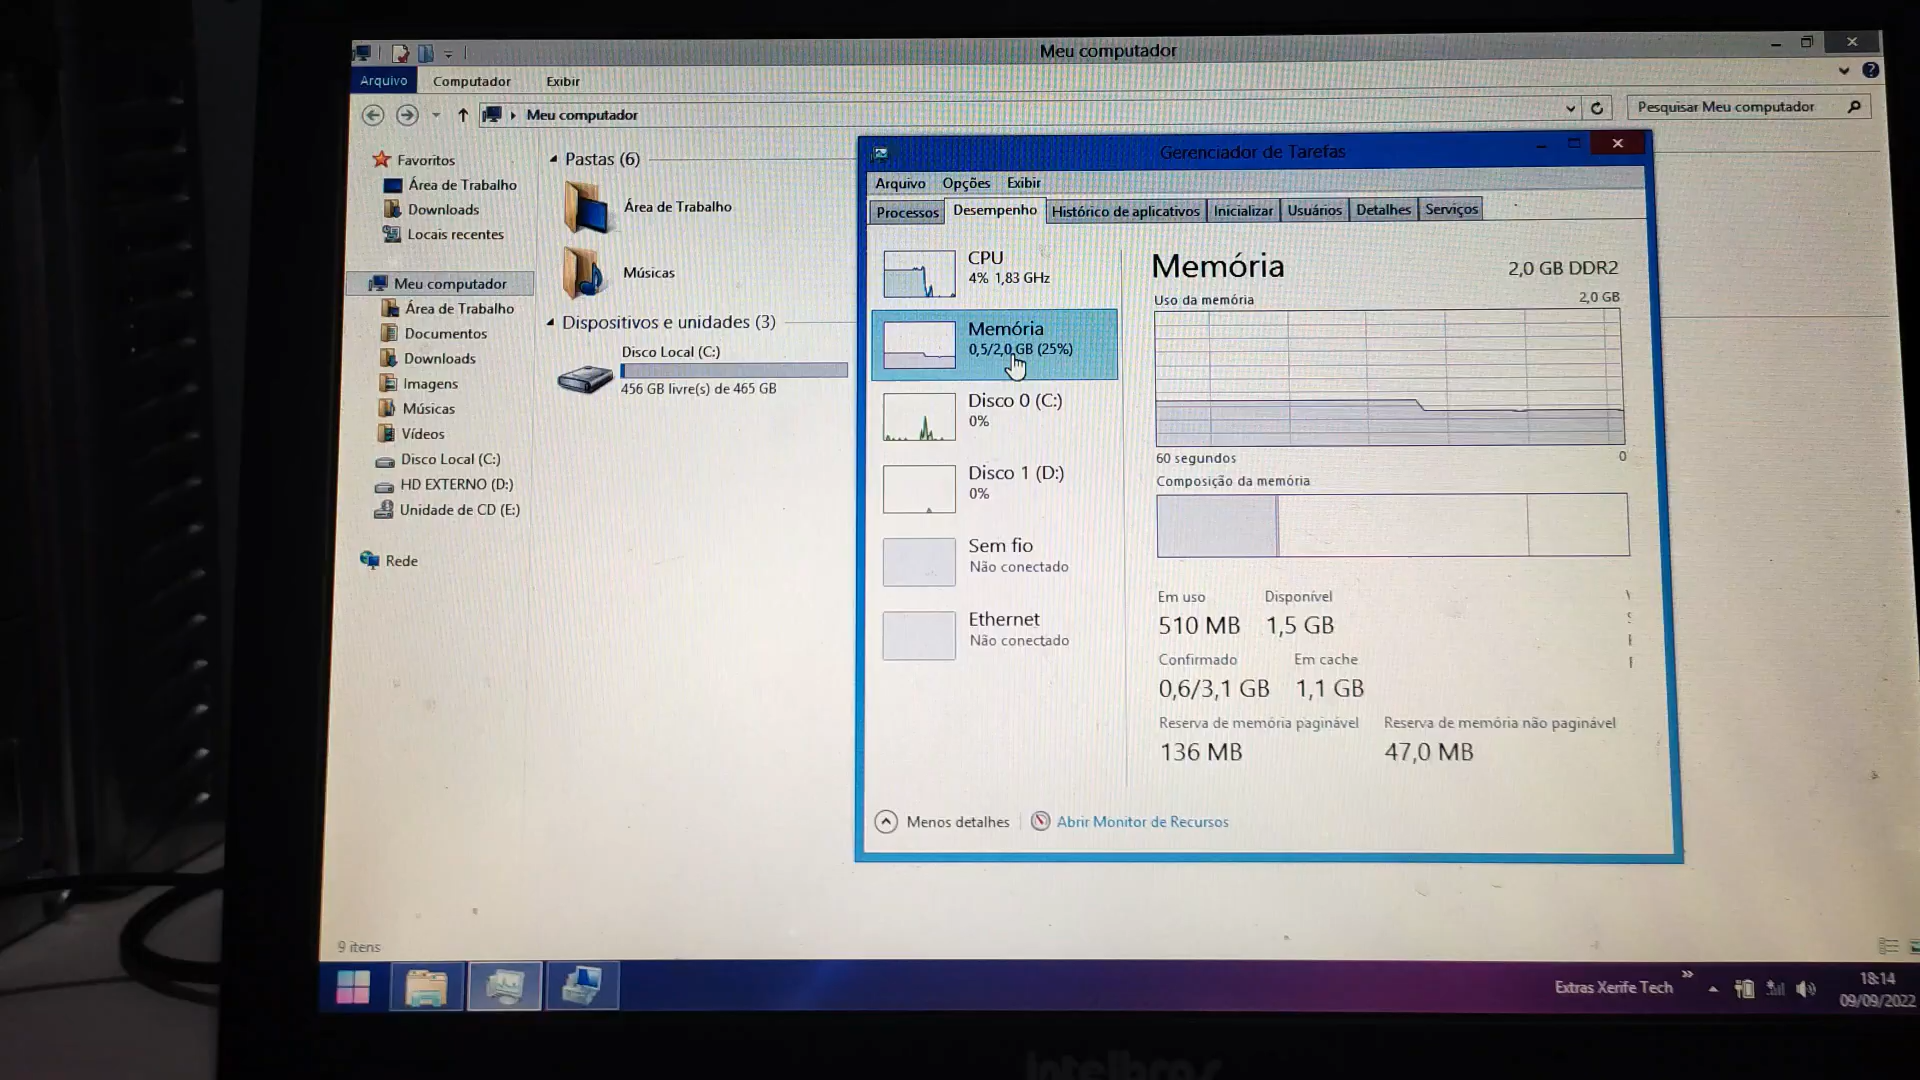 Meu computador
Arquivo
Computador
Exibir
Meu computador
Pesquisar Meu computador
Favoritos
Área de Trabalho
Downloads
Locais recentes
Meu computador
Área de Trabalho
Documentos
Downloads
Imagens
Músicas
Vídeos
Disco Local (C:)
HD EXTERNO (D:)
Unidade de CD (E:)
Rede
Pastas (6)
Área de Trabalho
Músicas
Dispositivos e unidades (3)
Disco Local (C:)
456 GB livre(s) de 465 GB
9 itens
Gerenciador de Tarefas
Arquivo Opções Exibir
Processos Desempenho Histórico de aplicativos Inicializar Usuários Detalhes Serviços
CPU
4% 1,83 GHz
Memória
0,5/2,0 GB (25%)
Disco 0 (C:)
0%
Disco 1 (D:)
0%
Sem fio
Não conectado
Ethernet
Não conectado
Memória
2,0 GB DDR2
Uso da memória
2,0 GB
60 segundos
0
Composição da memória
Em uso
510 MB
Disponível
1,5 GB
Confirmado
0,6/3,1 GB
Em cache
1,1 GB
Reserva de memória paginável
136 MB
Reserva de memória não paginável
47,0 MB
Menos detalhes
Abrir Monitor de Recursos
Extras Xerife Tech
18:14
09/09/2022
intelbras